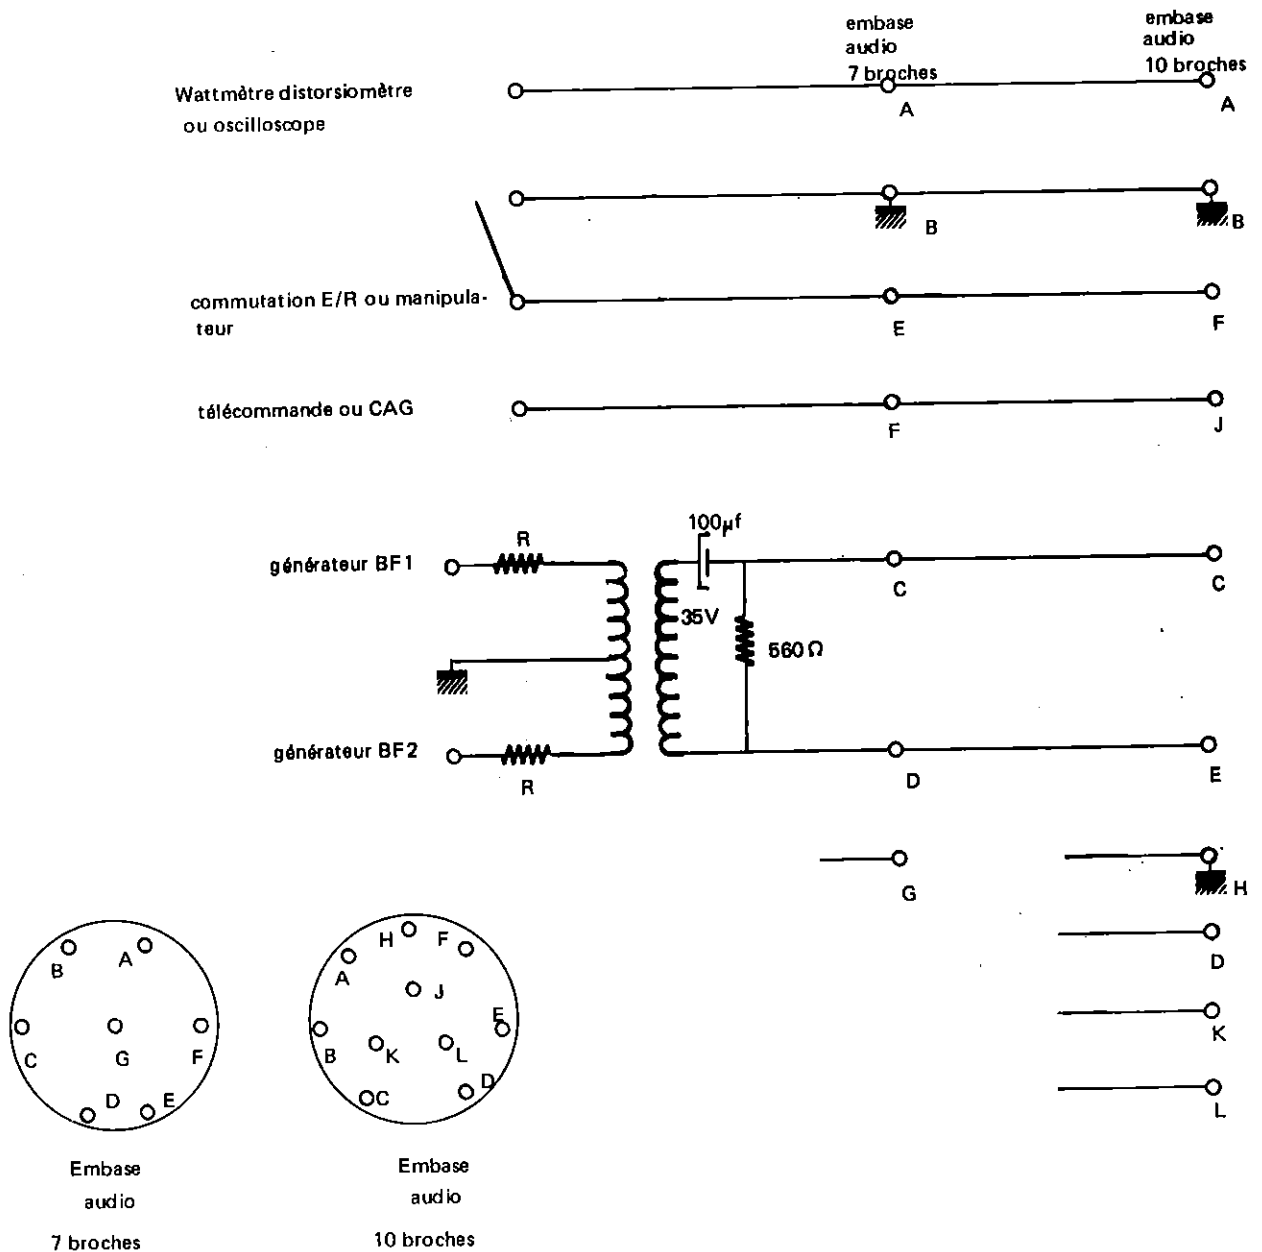 embase
audio
7 broches
embase
audio
10 broches
Wattmètre distorsiomètre
ou oscilloscope
A
A
B
B
commutation E/R ou manipula-
teur
E
F
télécommande ou CAG
F
J
100µf
R
générateur BF1
C
C
35V
560 Ω
générateur BF2
R
D
E
G
H
D
K
L
B
A
C
G
F
D
E
H
F
A
J
E
B
K
L
C
D
Embase
audio
7 broches
Embase
audio
10 broches